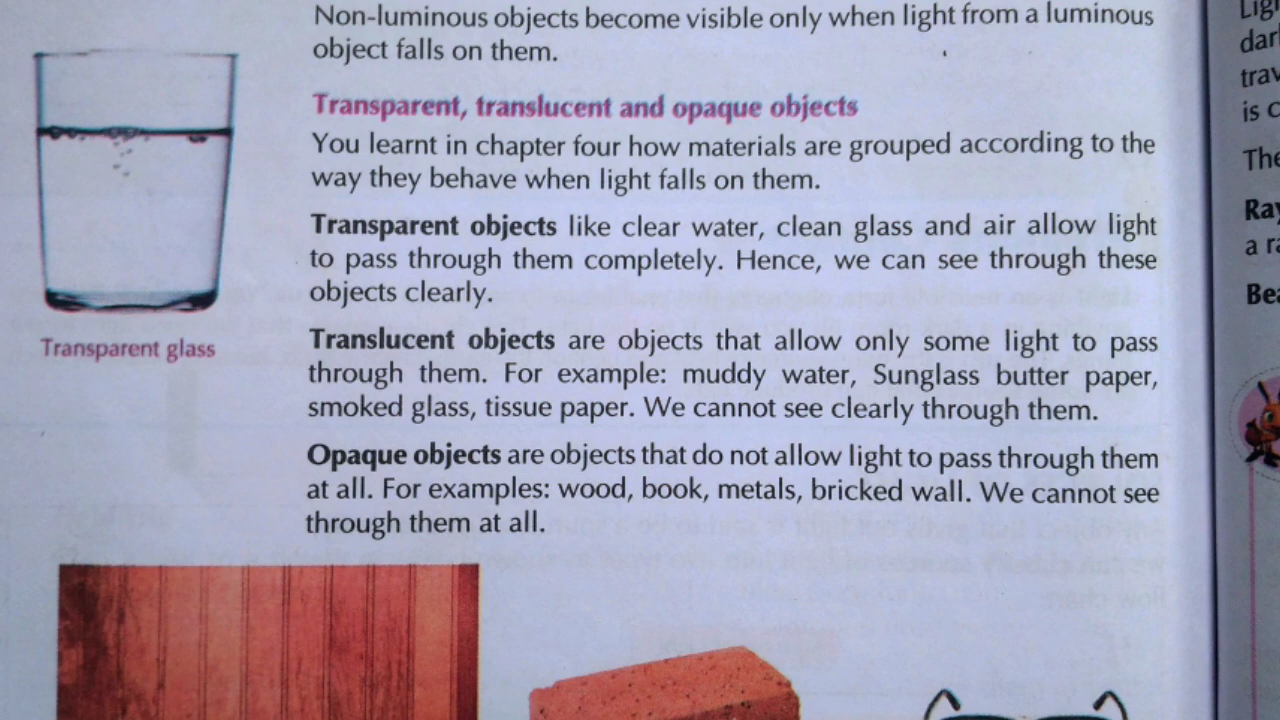 Non-luminous objects become visible only when light from a luminous
object falls on them.
Transparent, translucent and opaque objects
You learnt in chapter four how materials are grouped according to the
way they behave when light falls on them.
Transparent objects like clear water, clean glass and air allow light
to pass through them completely. Hence, we can see through these
objects clearly.
Transparent glass
Translucent objects are objects that allow only some light to pass
through them. For example: muddy water, Sunglass butter paper,
smoked glass, tissue paper. We cannot see clearly through them.
Opaque objects are objects that do not allow light to pass through them
at all. For examples: wood, book, metals, bricked wall. We cannot see
through them at all.
is
The